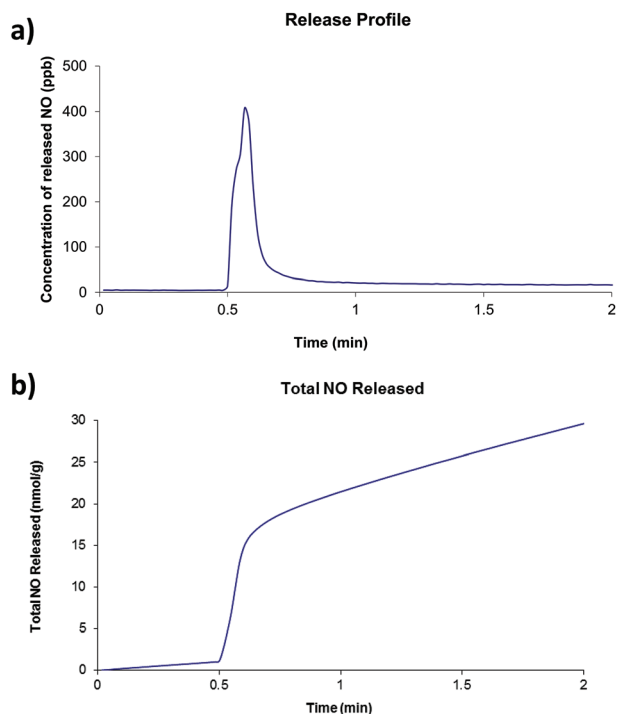 a)
Release Profile
Concentration of released NO (ppb)
500
400
300
200
100
0
0 0.5 1 1.5 2
Time (min)
b)
Total NO Released
Total NO Released (nmol/g)
30
25
20
15
10
5
0
0 0.5 1 1.5 2
Time (min)